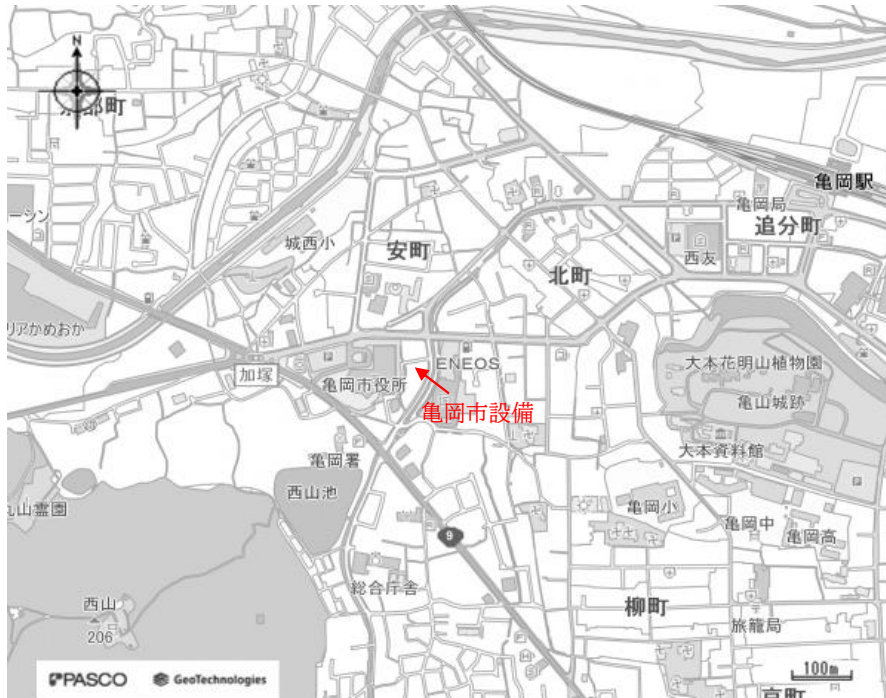 N
亀岡駅
亀岡局
追分町
ーシン
城西小
安町
北町
西友
リアかめおか
加塚
亀岡市役所
ENEOS
大本花明山植物園
亀山城跡
亀岡市設備
大本資料館
亀岡署
西山池
丸山霊園
亀岡小
亀岡中
亀岡高
9
総合庁舎
西山
206
柳町
旅籠局
100m
PASCO
GeoTechnologies